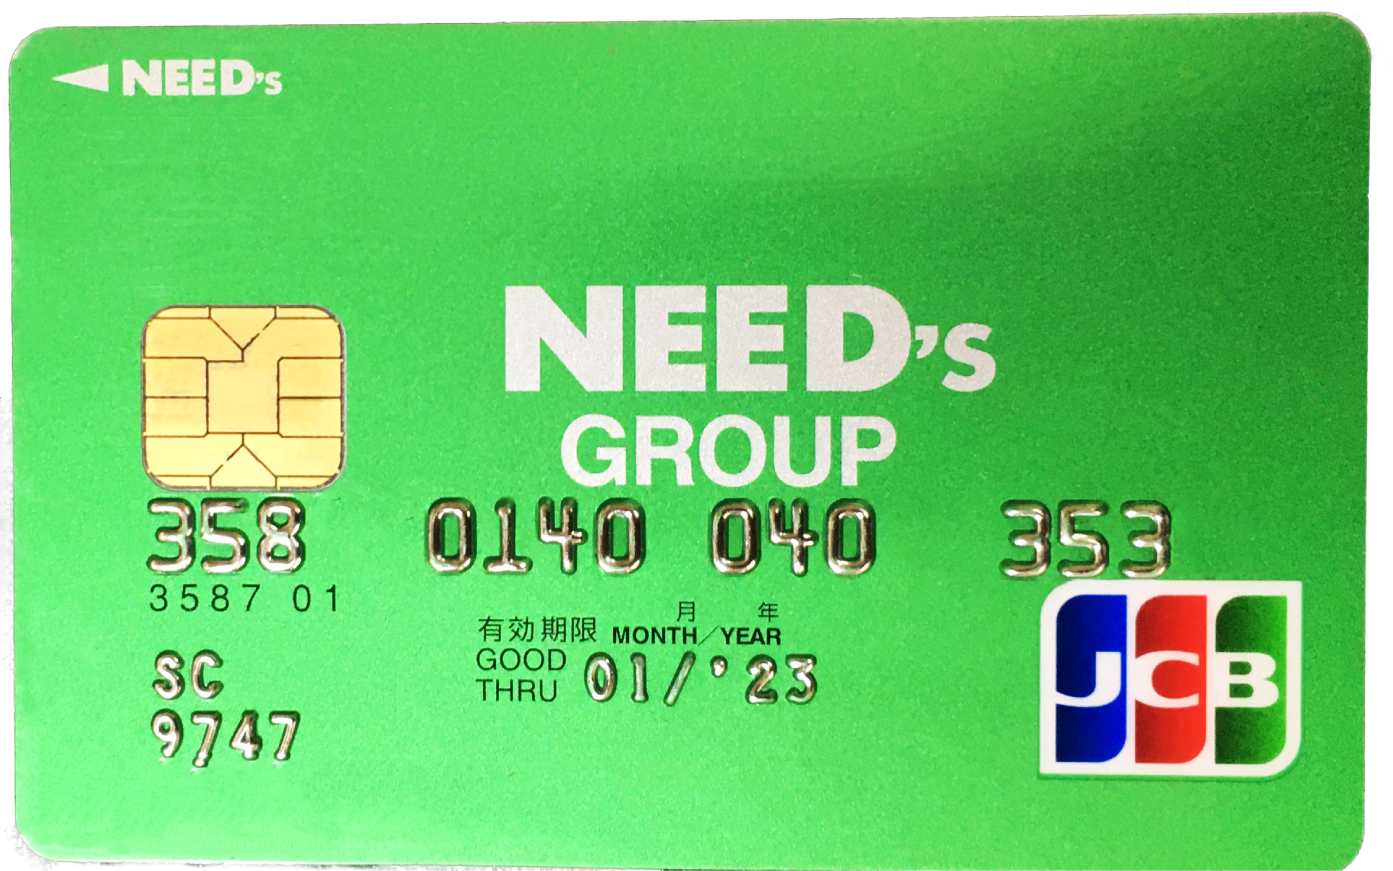 NEED's
NEED's
GROUP
358 0140 040 353
3587 01
月 年
有効期限 MONTH/YEAR
GOOD
THRU
01/'23
SC
9747
JCB